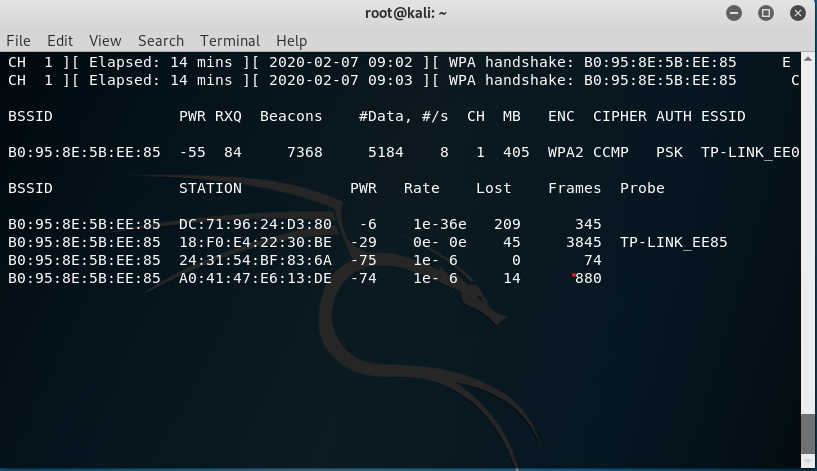 root@kali: ~
File Edit View Search Terminal Help
CH 1 ][ Elapsed: 14 mins ][ 2020-02-07 09:02 ][ WPA handshake: B0:95:8E:5B:EE:85 E
CH 1 ][ Elapsed: 14 mins ][ 2020-02-07 09:03 ][ WPA handshake: B0:95:8E:5B:EE:85 C
BSSID PWR RXQ Beacons #Data, #/s CH MB ENC CIPHER AUTH ESSID
B0:95:8E:5B:EE:85 -55 84 7368 5184 8 1 405 WPA2 CCMP PSK TP-LINK_EE0
BSSID STATION PWR Rate Lost Frames Probe
B0:95:8E:5B:EE:85 DC:71:96:24:D3:80 -6 1e-36e 209 345
B0:95:8E:5B:EE:85 18:F0:E4:22:30:BE -29 0e- 0e 45 3845 TP-LINK_EE85
B0:95:8E:5B:EE:85 24:31:54:BF:83:6A -75 1e- 6 0 74
B0:95:8E:5B:EE:85 A0:41:47:E6:13:DE -74 1e- 6 14 880